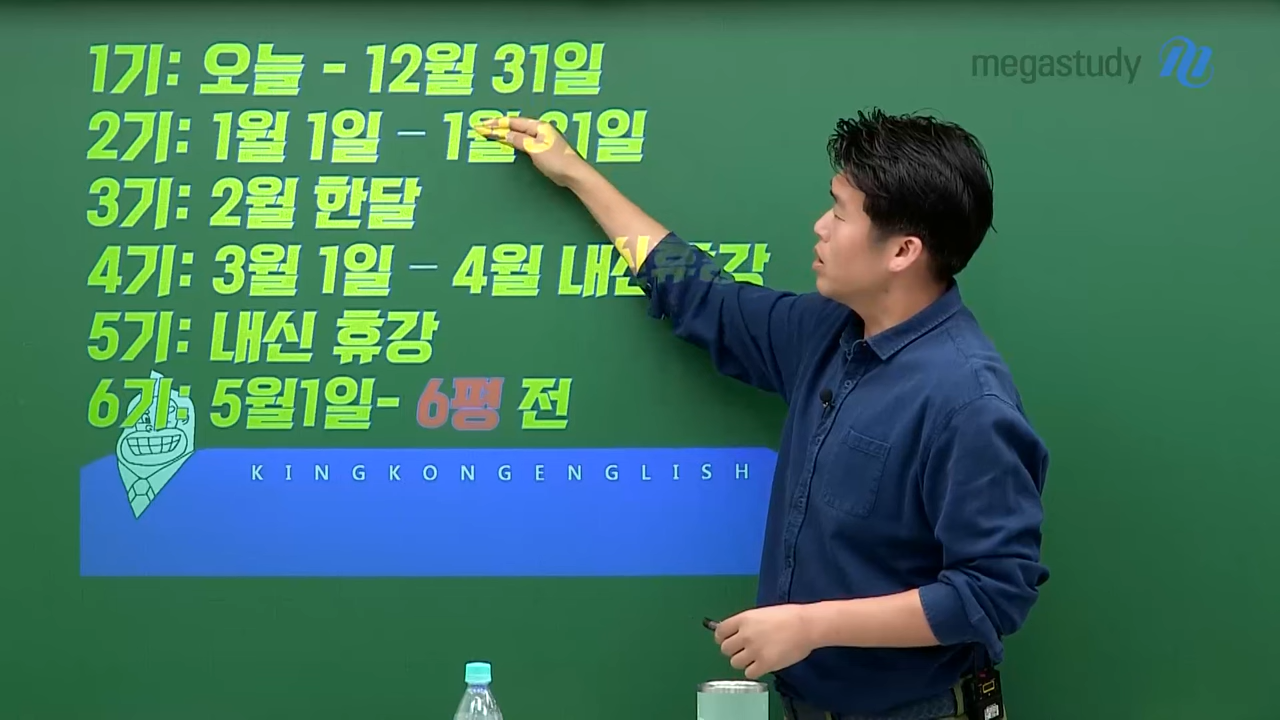 1기: 오늘 - 12월 31일
megastudy
2기: 1월 1일 – 1월 31일
3기: 2월 한달
4기: 3월 1일 – 4월 내신휴강
5기: 내신 휴강
6기: 5월1일- 6평 전
KINGKONGENGLISH